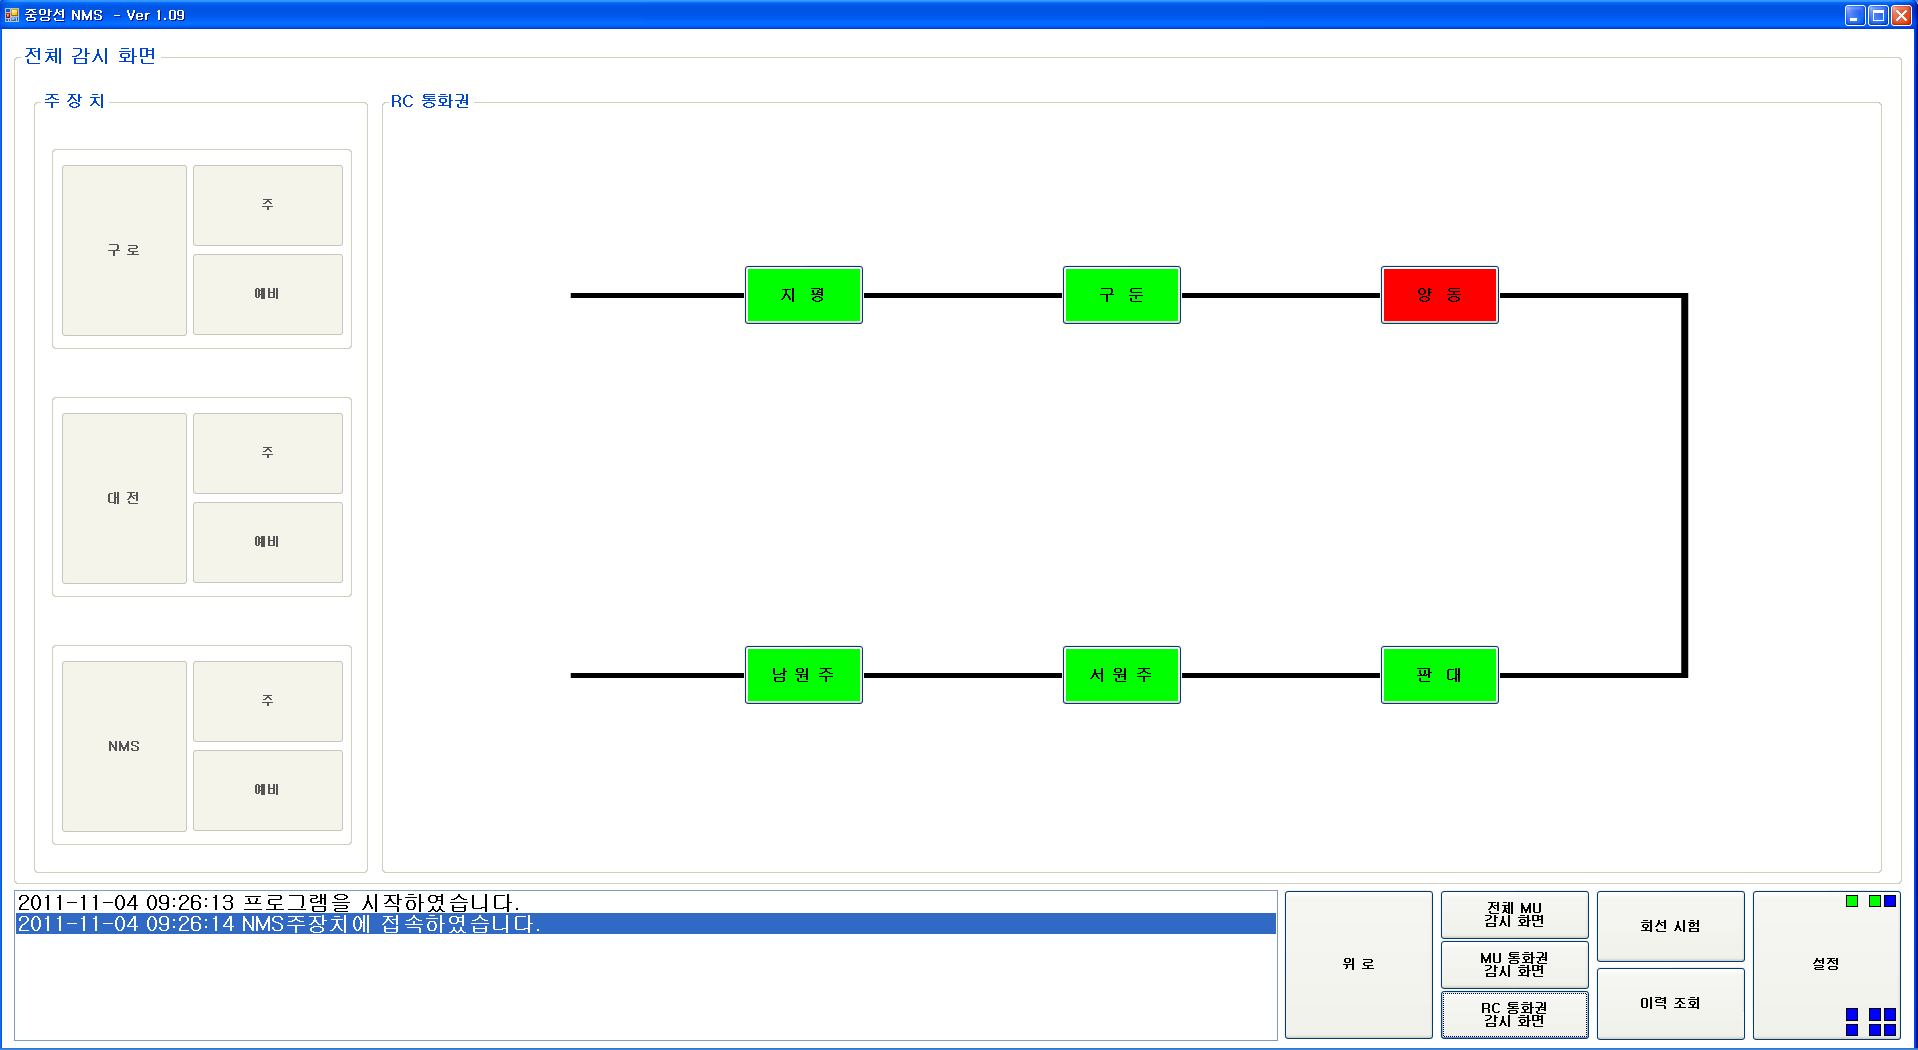 중앙선 NMS - Ver 1.09
전체 감시 화면
주 장 치
RC 통화권
구 로
주
예비
대 전
주
예비
NMS
주
예비
지 평
구 둔
양 동
남 원 주
서 원 주
판 대
2011-11-04 09:26:13 프로그램을 시작하였습니다.
2011-11-04 09:26:14 NMS주장치에 접속하였습니다.
위 로
전체 MU
감시 화면
MU 통화권
감시 화면
RC 통화권
감시 화면
회선 시험
이력 조회
설정